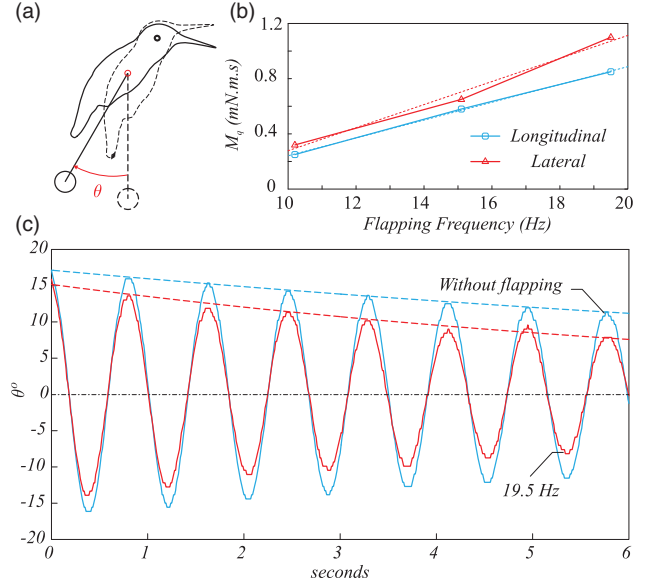 (a)
θ
(b)
M_q (mN.m.s)
1.2
0.8
0.4
0
Longitudinal
Lateral
10 12 14 16 18 20
Flapping Frequency (Hz)
(c)
θ°
20
15
10
5
0
-5
-10
-15
-20
Without flapping
19.5 Hz
0 1 2 3 4 5 6
seconds